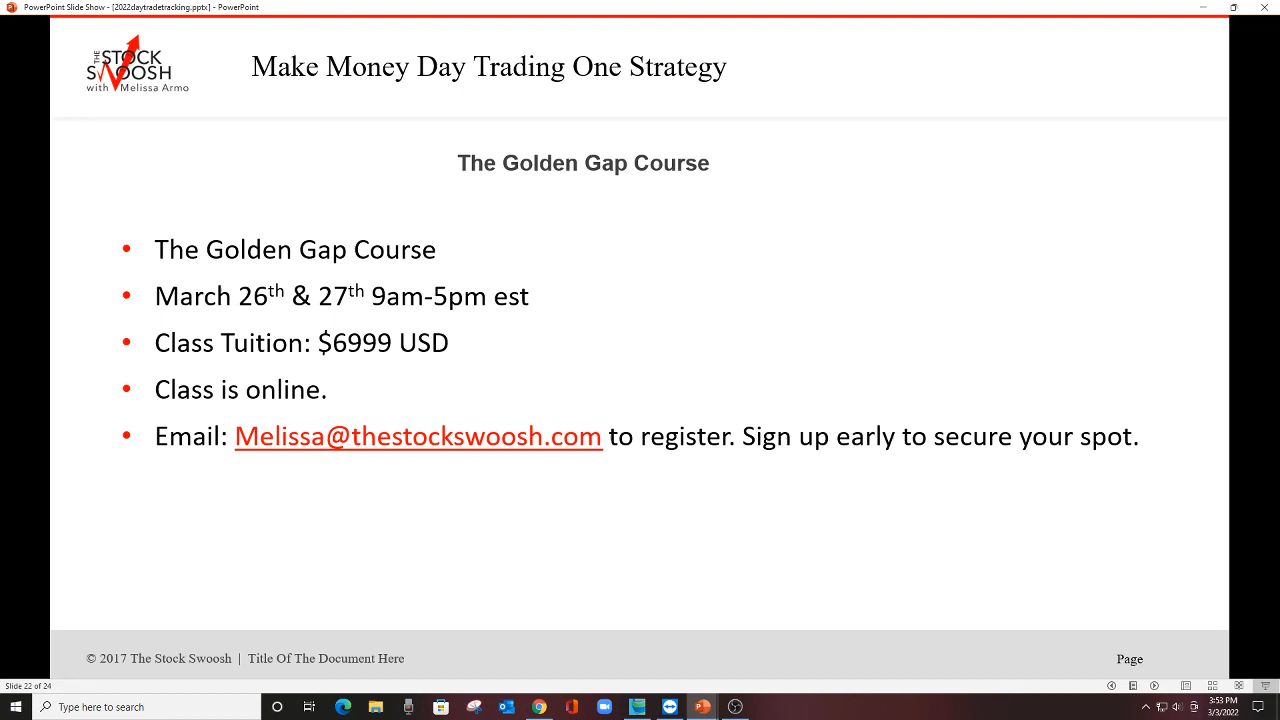 PowerPoint Slide Show - [2022daytradetracking.pptx] - PowerPoint
THE STOCK
SWOOSH
with Melissa Armo
Make Money Day Trading One Strategy
The Golden Gap Course
• The Golden Gap Course
• March 26th & 27th 9am-5pm est
• Class Tuition: $6999 USD
• Class is online.
• Email: Melissa@thestockswoosh.com to register. Sign up early to secure your spot.
© 2017 The Stock Swoosh | Title Of The Document Here
Page
Slide 22 of 24
Type here to search
3:53 PM
3/3/2022